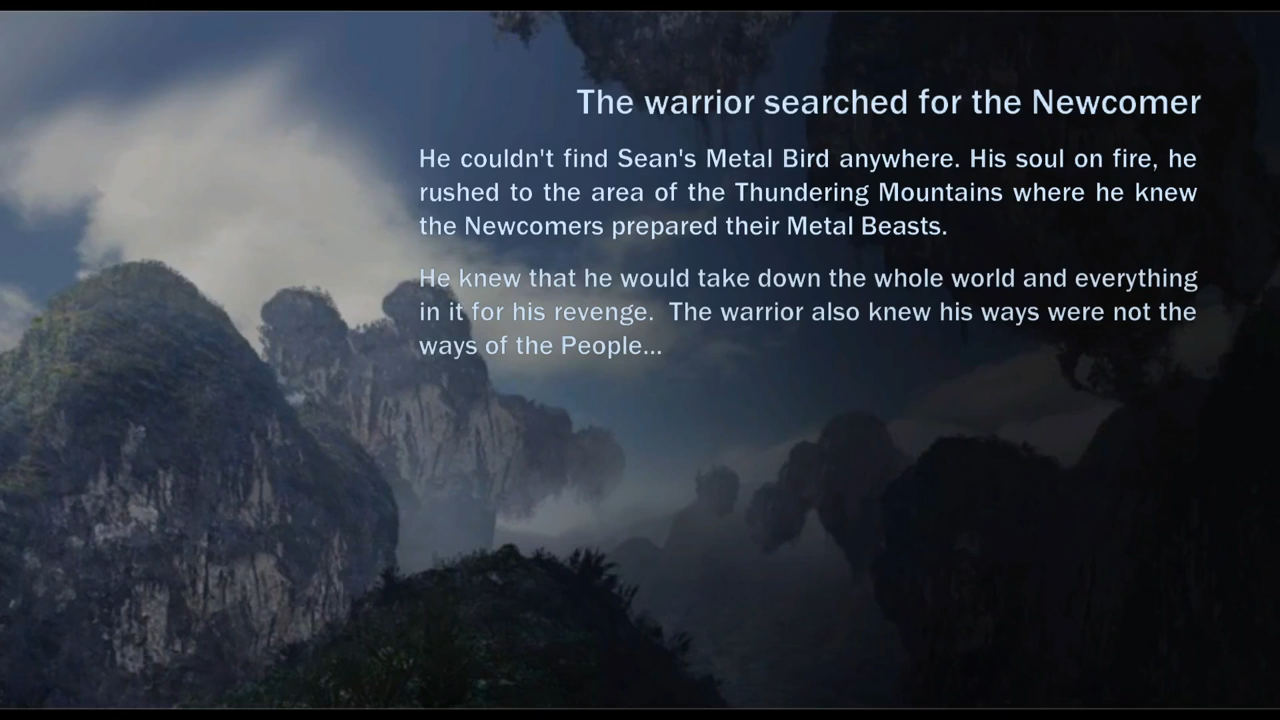 The warrior searched for the Newcomer
He couldn't find Sean's Metal Bird anywhere. His soul on fire, he
rushed to the area of the Thundering Mountains where he knew
the Newcomers prepared their Metal Beasts.
He knew that he would take down the whole world and everything
in it for his revenge.  The warrior also knew his ways were not the
ways of the People...